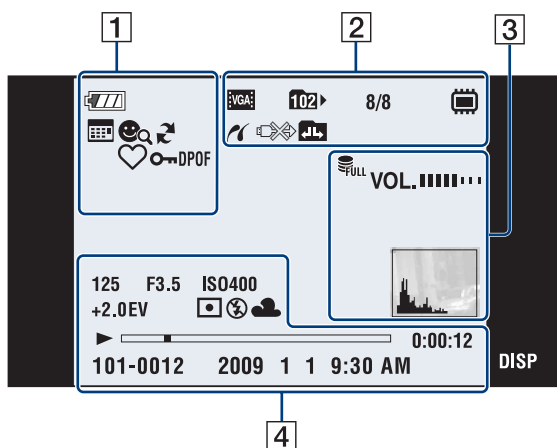 1
2
3
VGA 102 8/8
DPOF
FULL VOL.
125 F3.5 ISO400
+2.0EV
0:00:12
101-0012 2009 1 1 9:30 AM
DISP
4